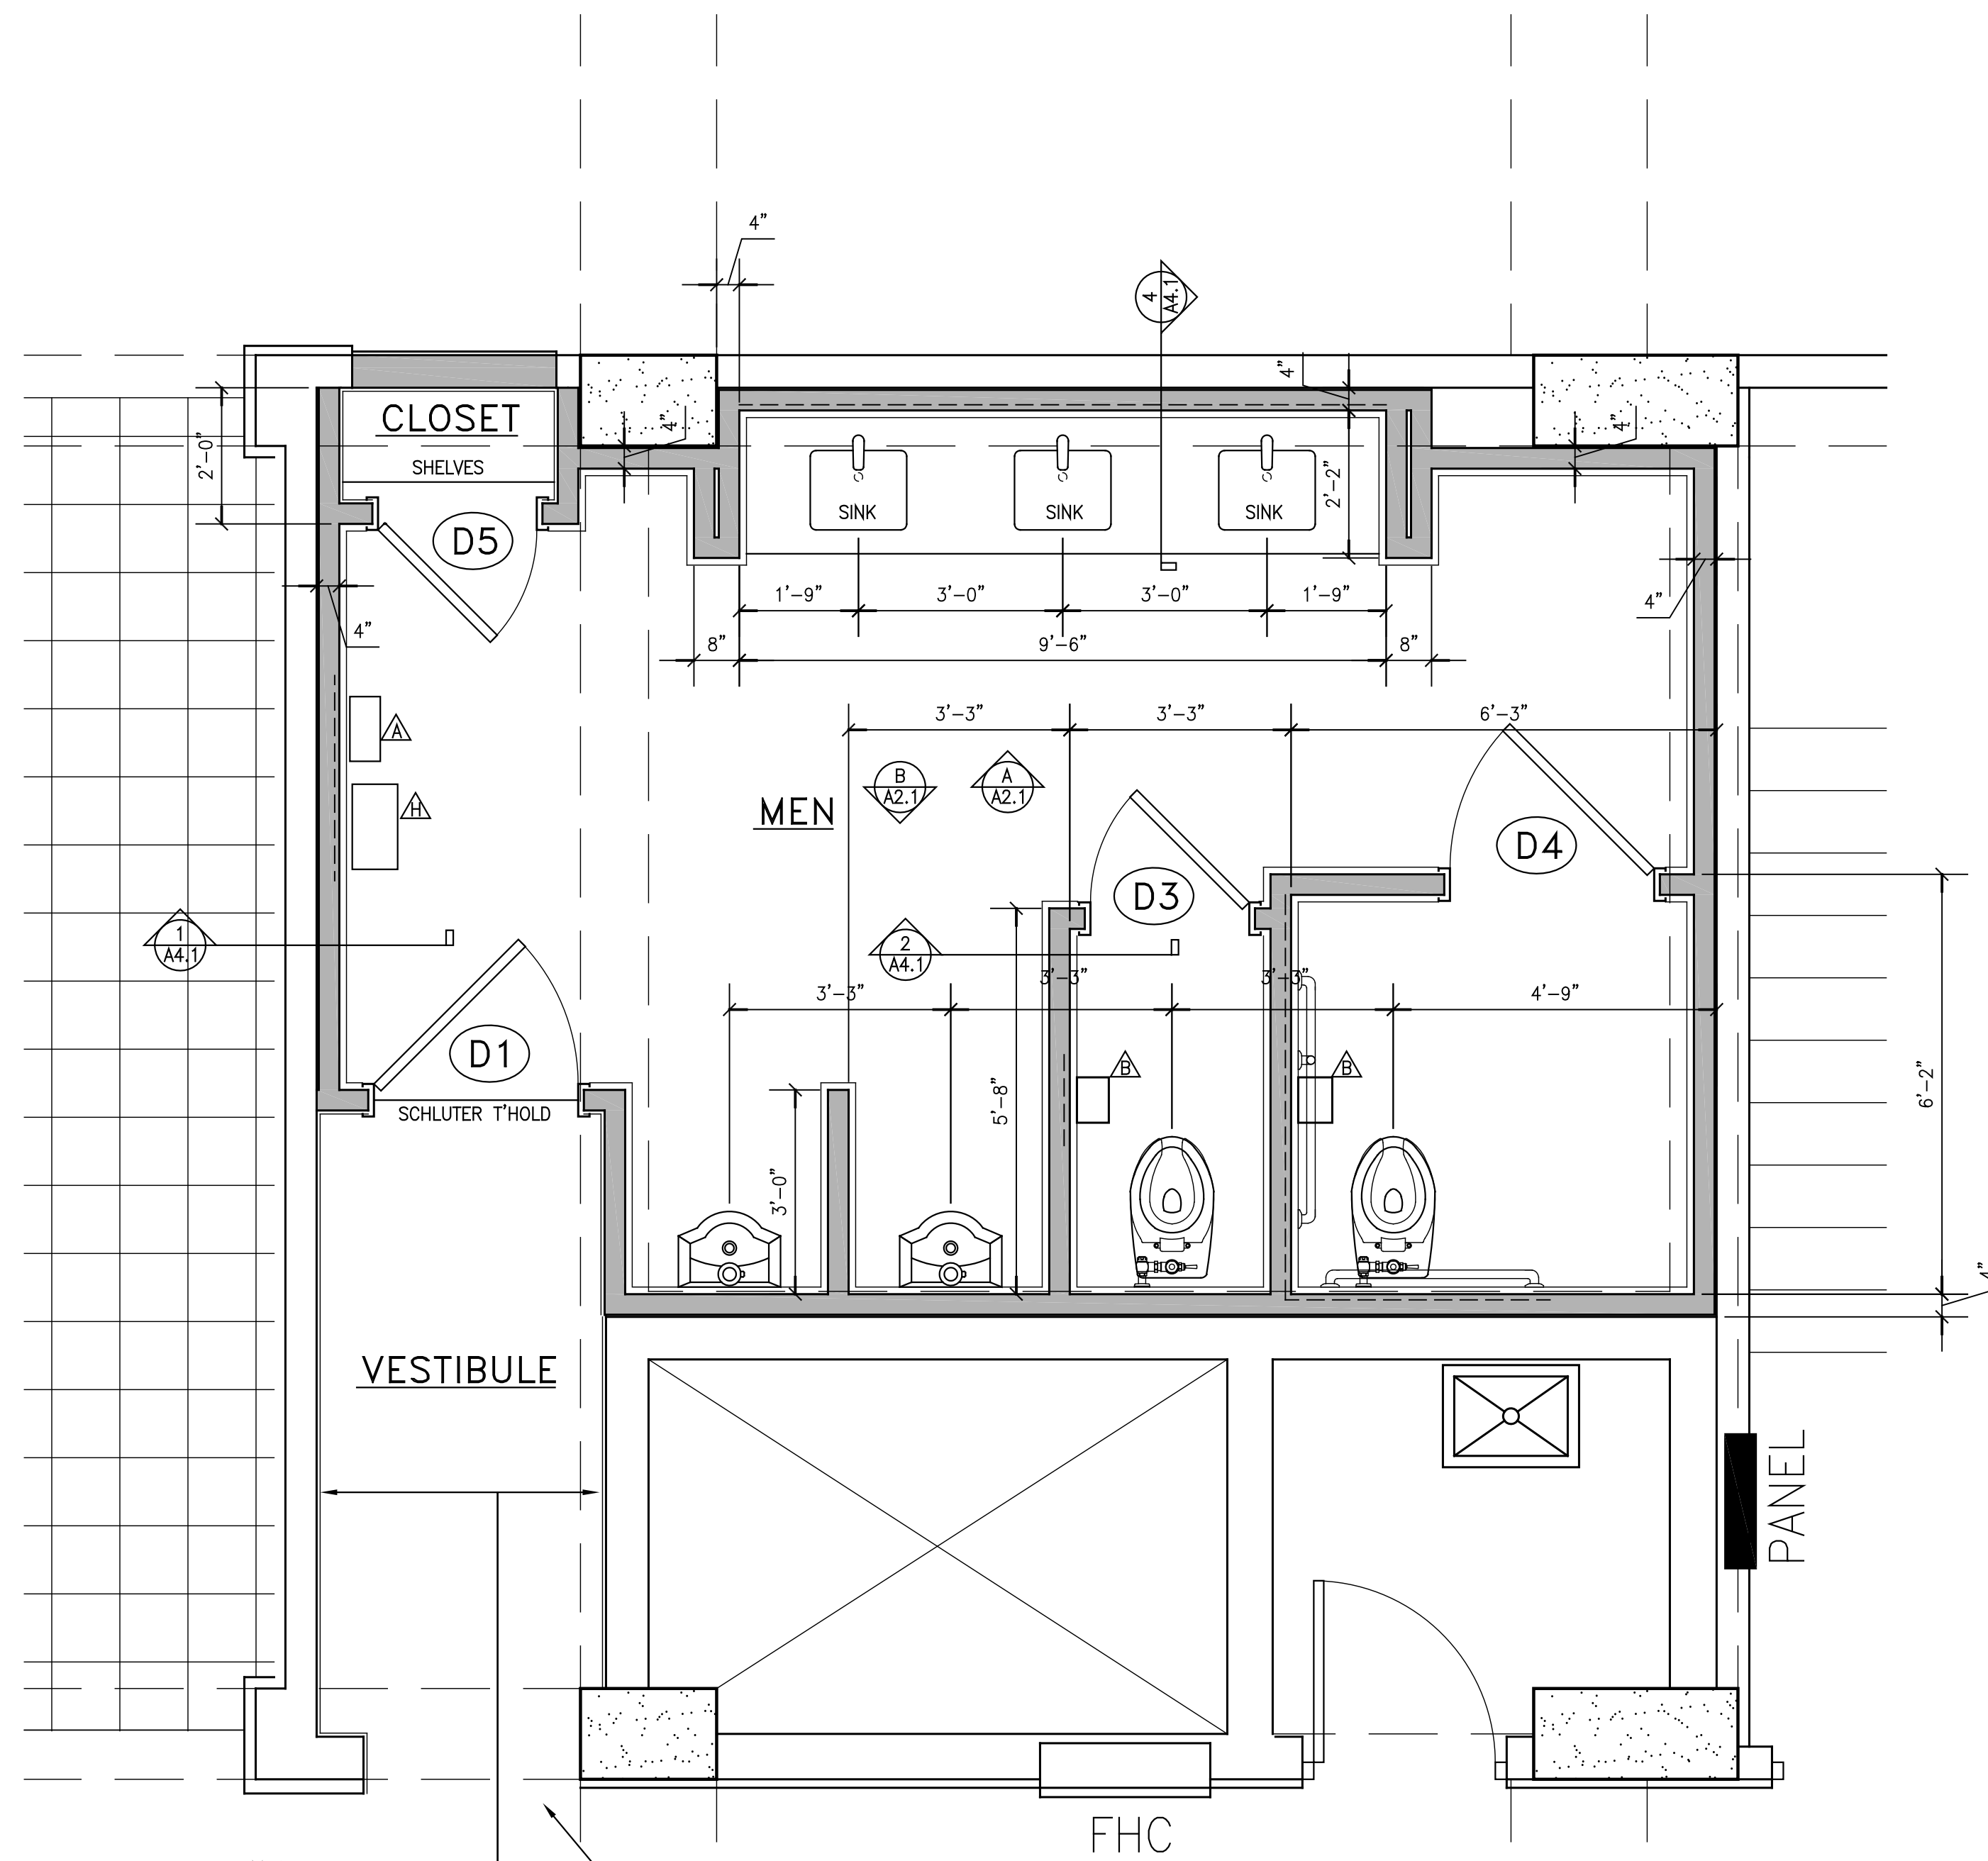 4”
4
A4.1
4”
CLOSET
4”
4”
2’-0”
SHELVES
2’-2”
SINK
SINK
SINK
D5
1’-9”
3’-0”
3’-0”
1’-9”
4”
4”
8”
9’-6”
8”
3’-3”
3’-3”
6’-3”
A
B
A2.1
A
A2.1
H
MEN
D4
D3
1
A4.1
2
A4.1
3’-3”
3’-3”
3’-3”
4’-9”
D1
B
B
SCHLUTER T’HOLD
5’-8”
6’-2”
3’-0”
4”
VESTIBULE
PANEL
FHC